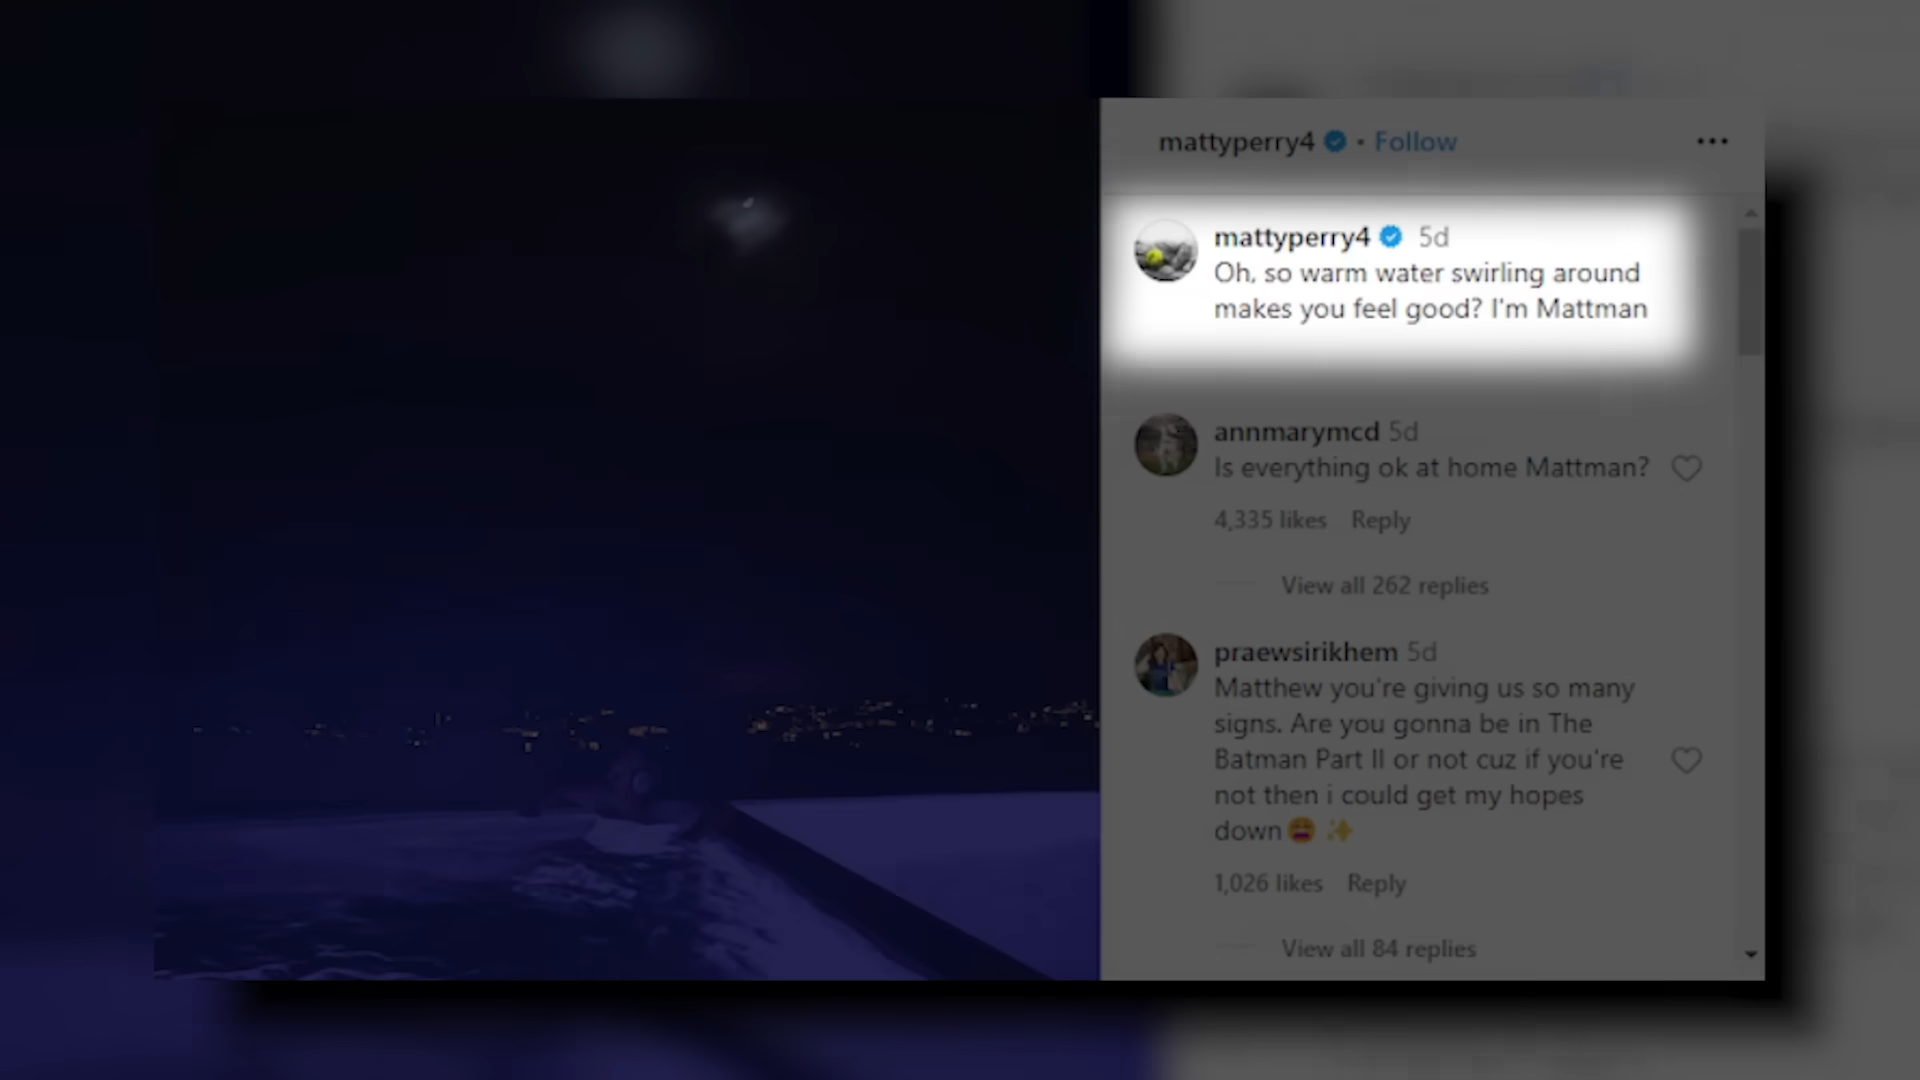 mattyperry4 • Follow
mattyperry4 5d
Oh, so warm water swirling around
makes you feel good? I'm Mattman
annmarymcd 5d
Is everything ok at home Mattman?
4,335 likes Reply
View all 262 replies
praewsirikhem 5d
Matthew you're giving us so many
signs. Are you gonna be in The
Batman Part II or not cuz if you're
not then i could get my hopes
down😩 ✨
1,026 likes Reply
View all 84 replies